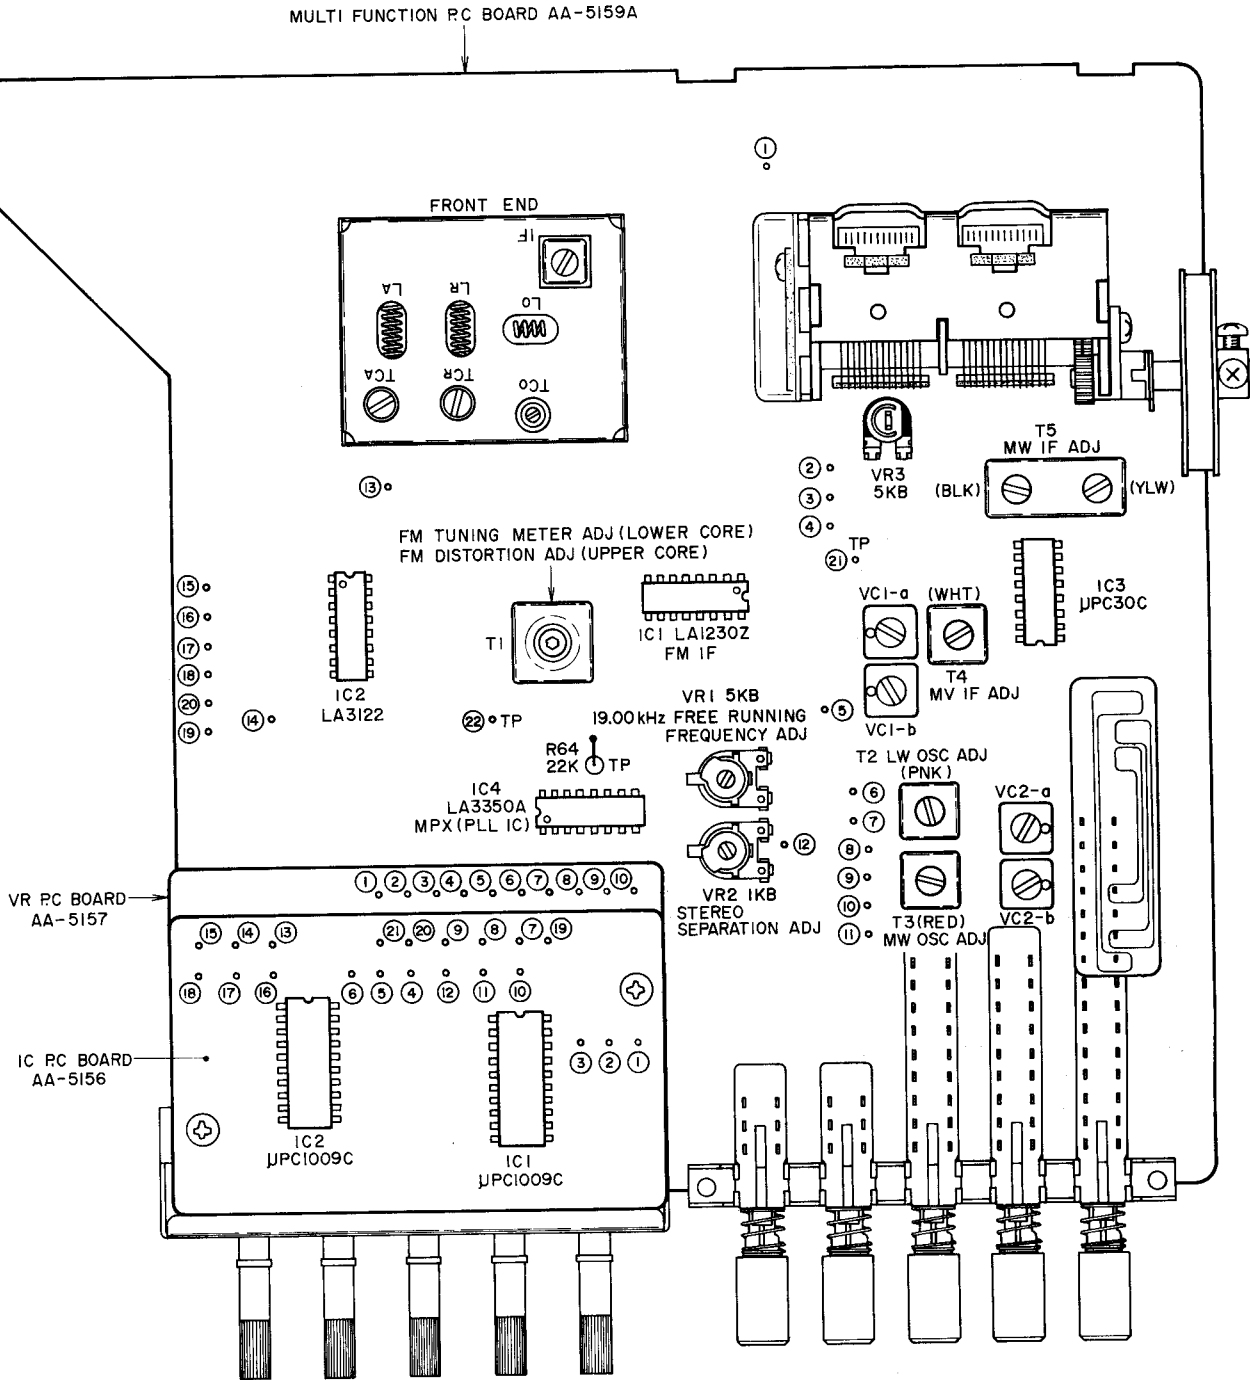 MULTI FUNCTION P.C BOARD AA-5159A
1
FRONT END
IF
LA
LR
LO
TCA
TCR
TCO
13
VR3
5KB
T5
MW IF ADJ
(BLK)
(YLW)
2
3
4
TP
21
FM TUNING METER ADJ (LOWER CORE)
FM DISTORTION ADJ (UPPER CORE)
15
16
17
18
20
19
14
IC2
LA3122
T1
IC1 LA1230Z
FM IF
VC1-a
(WHT)
IC3
µPC30C
T4
MV IF ADJ
VC1-b
22 TP
VR1 5KB
19.00kHz FREE RUNNING
FREQUENCY ADJ
5
R64
22K TP
T2 LW OSC ADJ
(PNK)
IC4
LA3350A
MPX (PLL IC)
6
7
VC2-a
12
8
9
10
11
VR2 1KB
STEREO
SEPARATION ADJ
T3(RED)
MW OSC ADJ
VC2-b
VR P.C BOARD
AA-5157
1 2 3 4 5 6 7 8 9 10
15 14 13 21 20 9 8 7 19
18 17 16 6 5 4 12 11 10
3 2 1
IC P.C BOARD
AA-5156
IC2
µPC1009C
IC1
µPC1009C